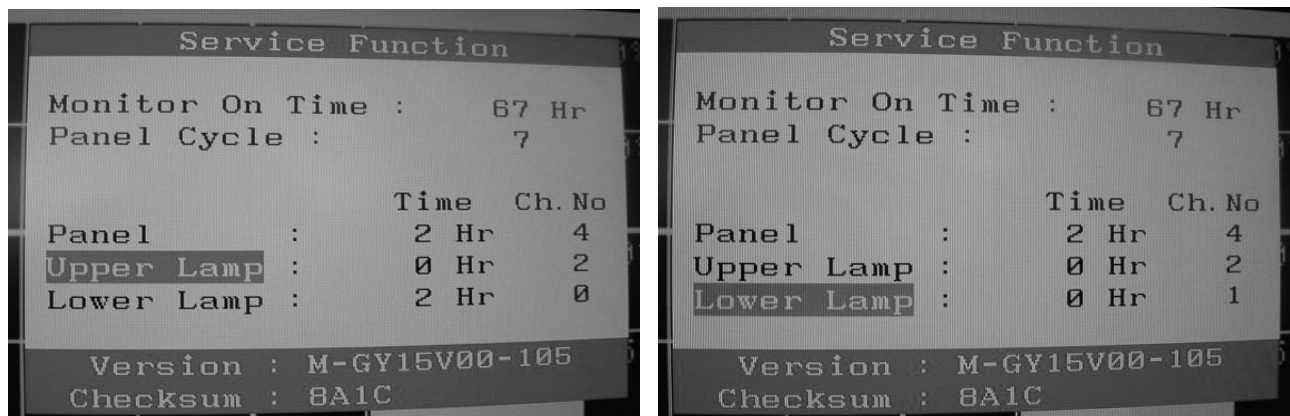 Service Function
Monitor On Time : 67 Hr
Panel Cycle : 7
Time Ch. No
Panel : 2 Hr 4
Upper Lamp : 0 Hr 2
Lower Lamp : 2 Hr 0
Version : M-GY15V00-105
Checksum : 8A1C
Service Function
Monitor On Time : 67 Hr
Panel Cycle : 7
Time Ch. No
Panel : 2 Hr 4
Upper Lamp : 0 Hr 2
Lower Lamp : 0 Hr 1
Version : M-GY15V00-105
Checksum : 8A1C